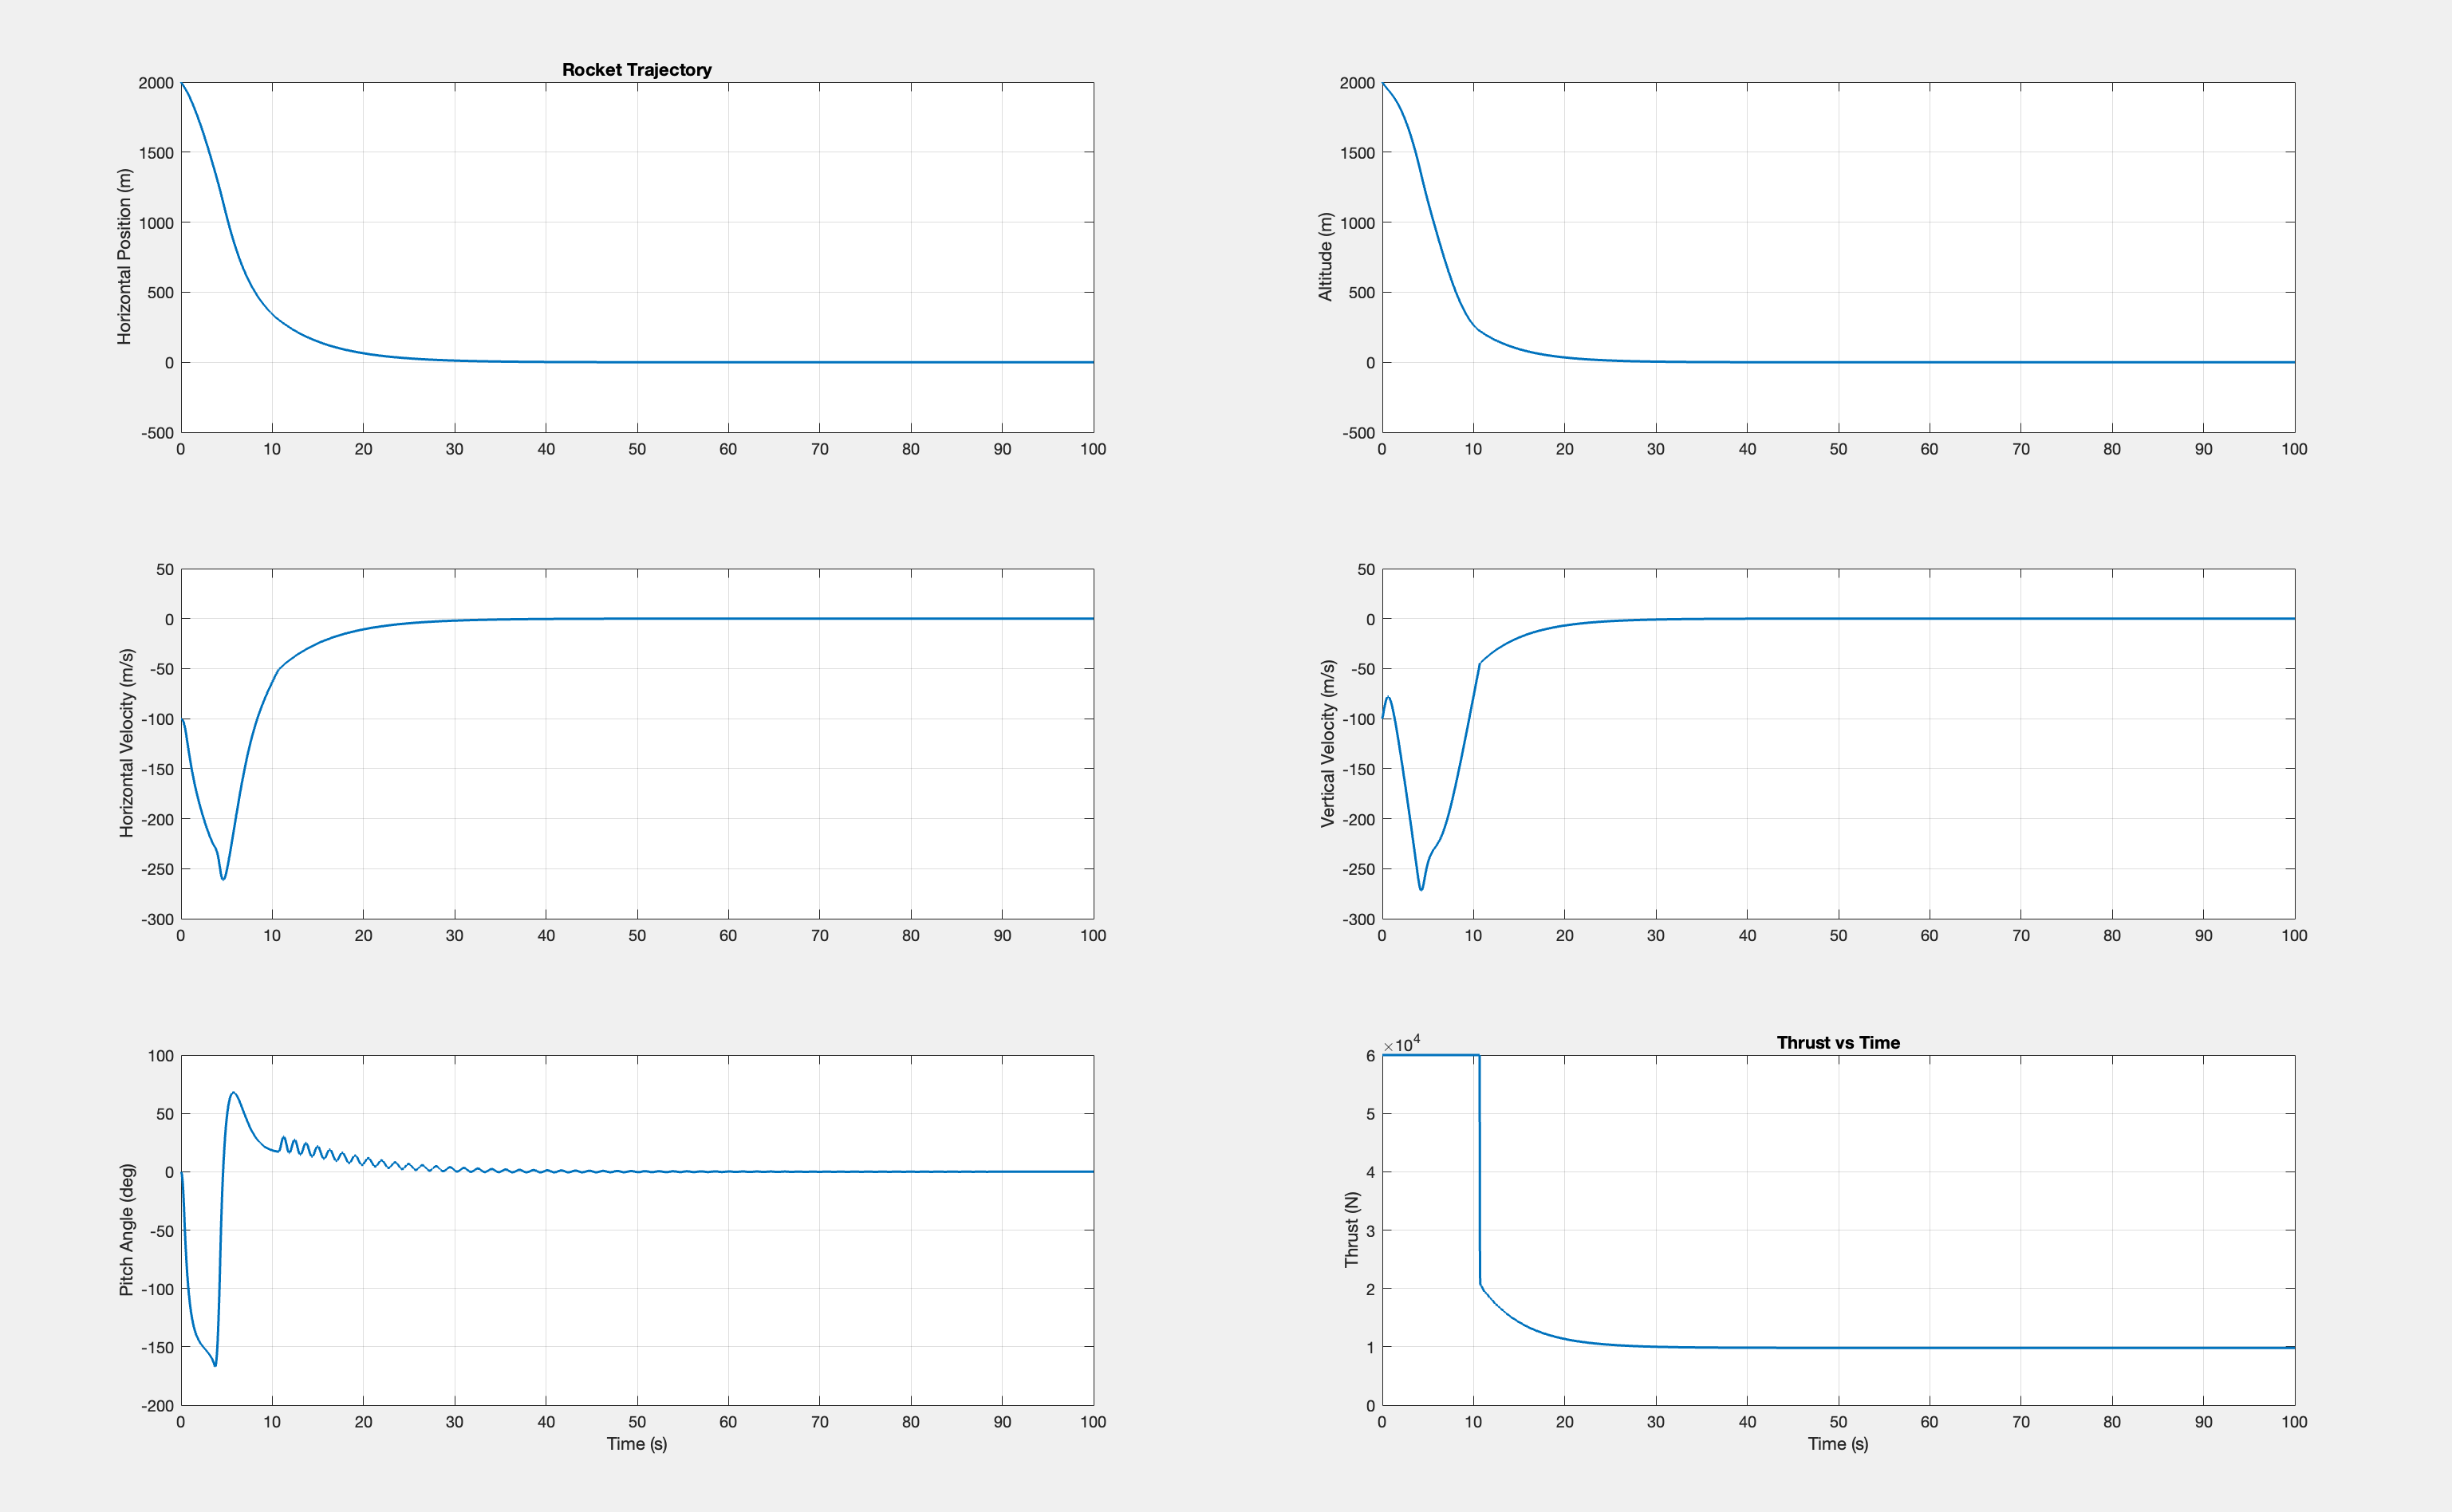 Rocket Trajectory
2000
1500
1000
500
0
-500
Horizontal Position (m)
0 10 20 30 40 50 60 70 80 90 100
2000
1500
1000
500
0
-500
Altitude (m)
0 10 20 30 40 50 60 70 80 90 100
50
0
-50
-100
-150
-200
-250
-300
Horizontal Velocity (m/s)
0 10 20 30 40 50 60 70 80 90 100
50
0
-50
-100
-150
-200
-250
-300
Vertical Velocity (m/s)
0 10 20 30 40 50 60 70 80 90 100
100
50
0
-50
-100
-150
-200
Pitch Angle (deg)
0 10 20 30 40 50 60 70 80 90 100
Time (s)
Thrust vs Time
×10⁴
6
5
4
3
2
1
0
Thrust (N)
0 10 20 30 40 50 60 70 80 90 100
Time (s)